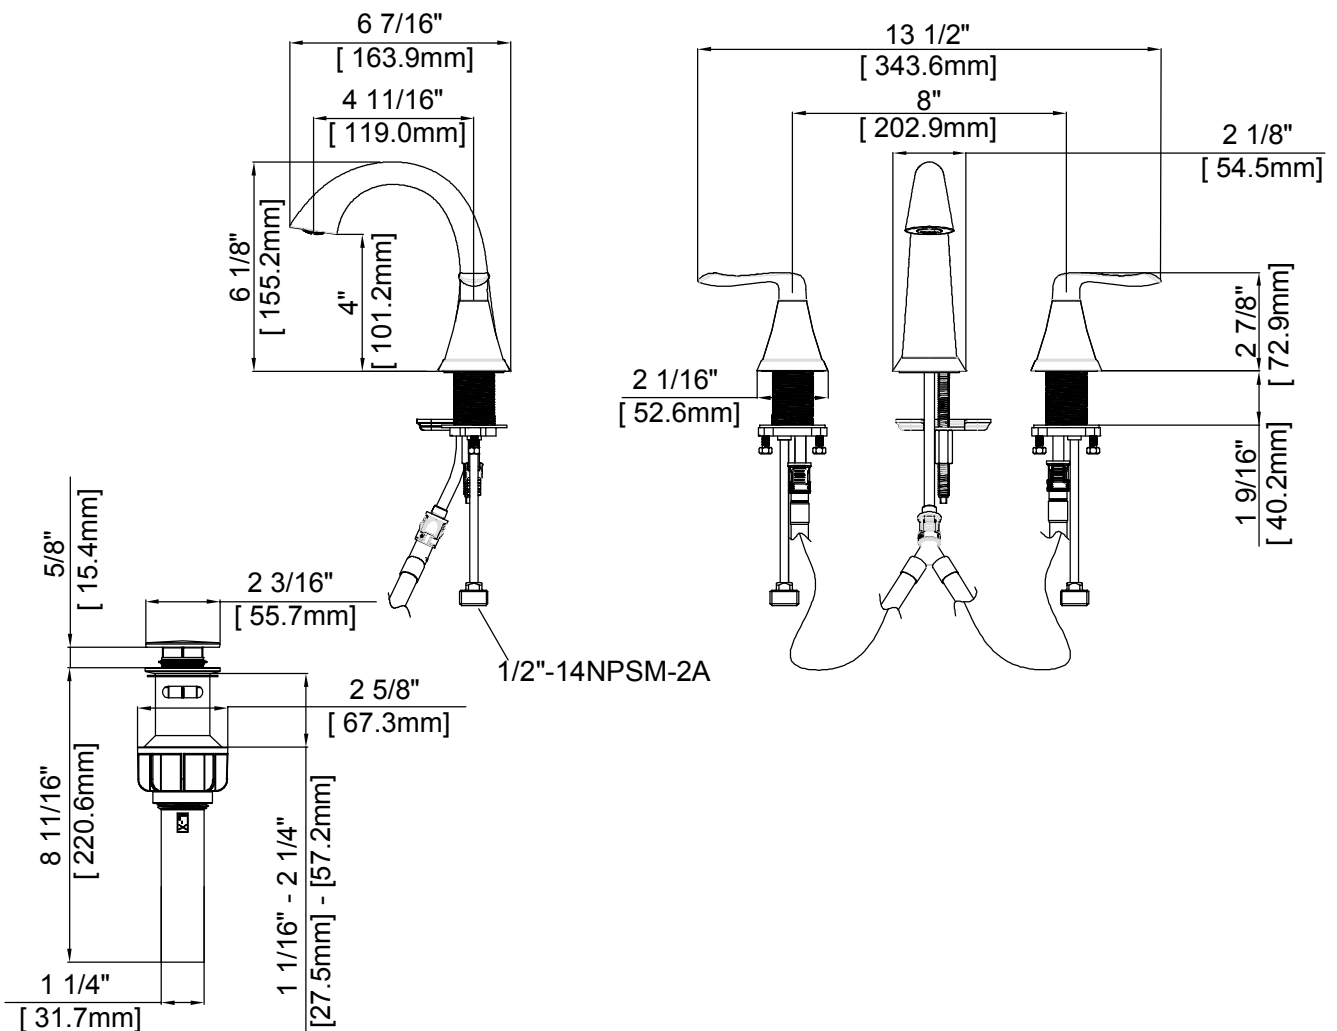 6 7/16"
[ 163.9mm]
4 11/16"
[ 119.0mm]
6 1/8"
[ 155.2mm]
4"
[ 101.2mm]
13 1/2"
[ 343.6mm]
8"
[ 202.9mm]
2 1/8"
[ 54.5mm]
2 7/8"
[ 72.9mm]
2 1/16"
[ 52.6mm]
1 9/16"
[ 40.2mm]
5/8"
[ 15.4mm]
2 3/16"
[ 55.7mm]
1/2"-14NPSM-2A
2 5/8"
[ 67.3mm]
8 11/16"
[ 220.6mm]
1 1/16" - 2 1/4"
[27.5mm] - [57.2mm]
1 1/4"
[ 31.7mm]